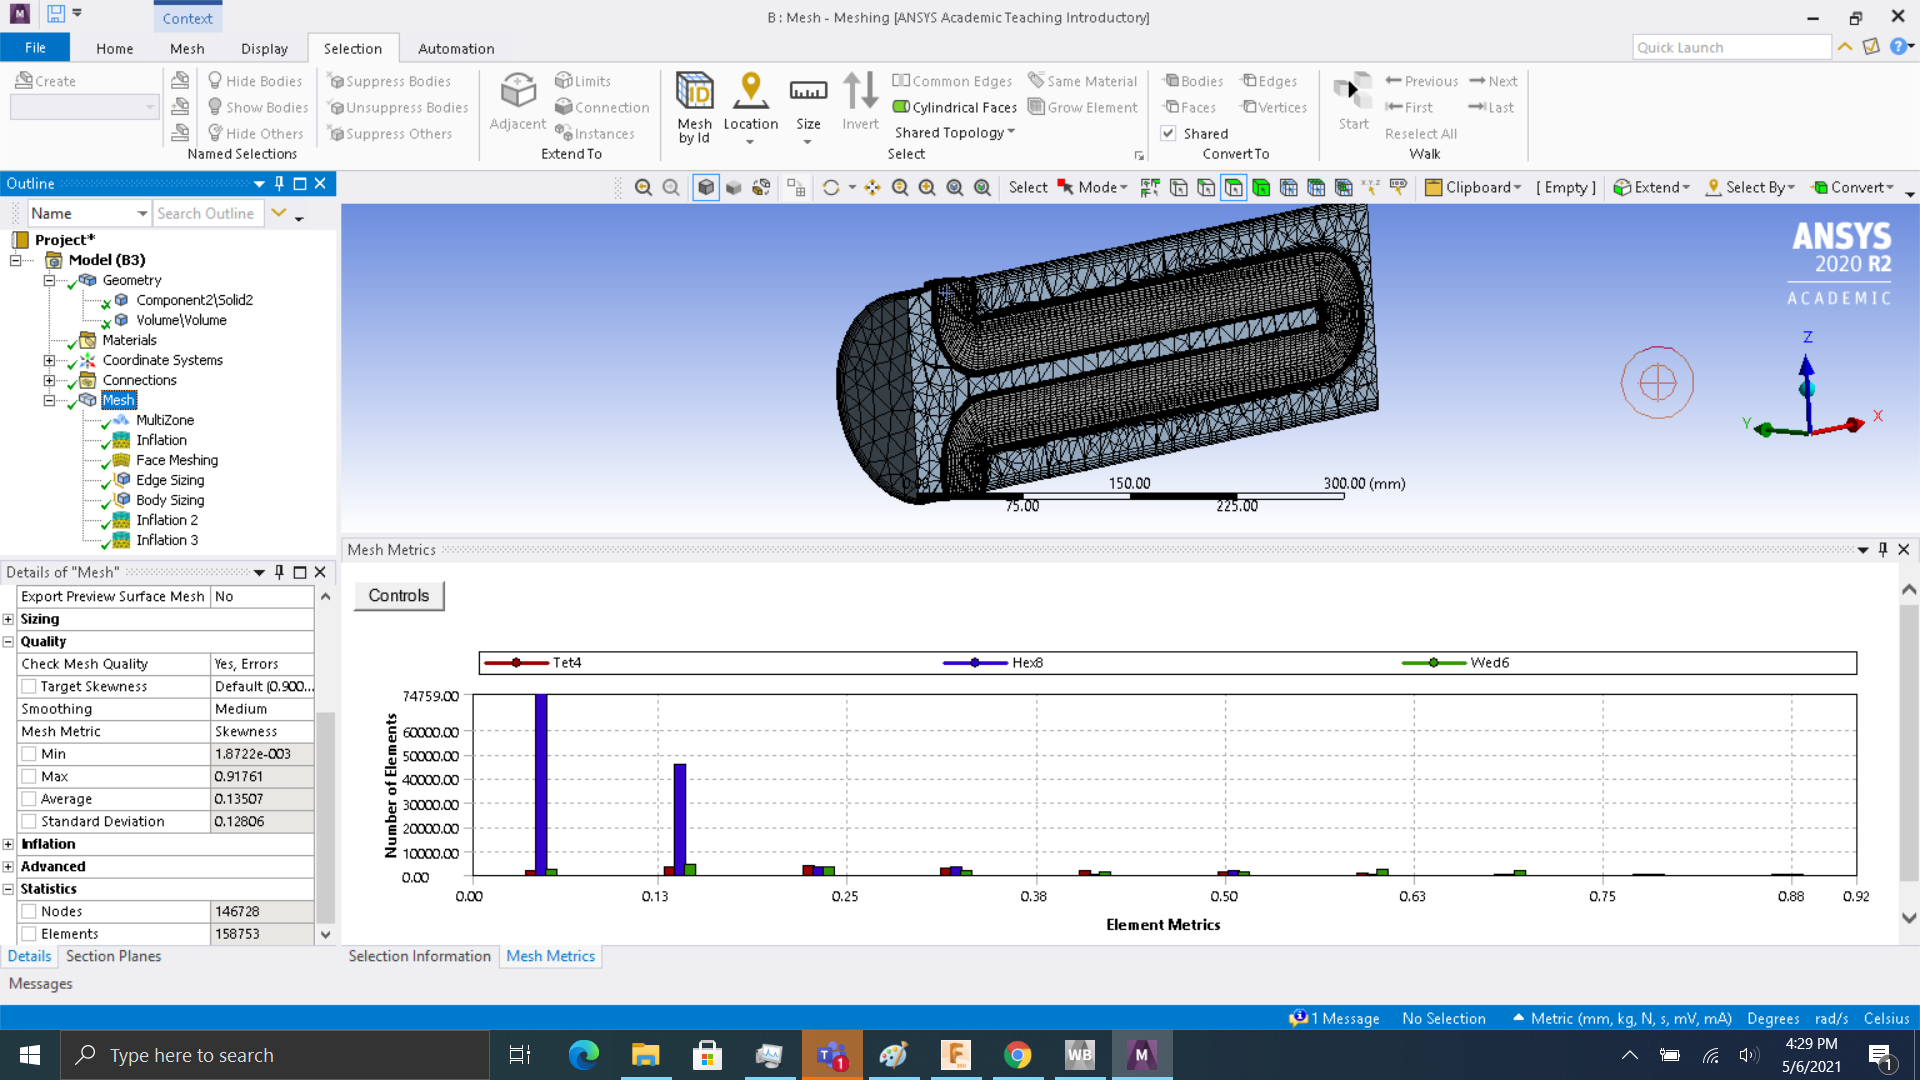 Context
B : Mesh - Meshing [ANSYS Academic Teaching Introductory]
File Home Mesh Display Selection Automation
Quick Launch
Create
Hide Bodies
Show Bodies
Hide Others
Named Selections
Suppress Bodies
Unsuppress Bodies
Suppress Others
Adjacent
Limits
Connection
Instances
Extend To
Mesh by Id
Location
Size
Invert
Common Edges
Cylindrical Faces
Shared Topology
Same Material
Grow Element
Select
Bodies
Edges
Faces
Vertices
Shared
Convert To
Start
Previous
Next
First
Last
Reselect All
Walk
Outline
Name
Search Outline
Select Mode Clipboard [ Empty ] Extend Select By Convert
Project*
Model (B3)
Geometry
Component2\Solid2
Volume\Volume
Materials
Coordinate Systems
Connections
Mesh
MultiZone
Inflation
Face Meshing
Edge Sizing
Body Sizing
Inflation 2
Inflation 3
ANSYS
2020 R2
ACADEMIC
Z
Y
X
0.00 150.00 300.00 (mm)
75.00 225.00
Details of "Mesh"
Export Preview Surface Mesh No
Sizing
Quality
Check Mesh Quality Yes, Errors
Target Skewness Default (0.900...
Smoothing Medium
Mesh Metric Skewness
Min 1.8722e-003
Max 0.91761
Average 0.13507
Standard Deviation 0.12806
Inflation
Advanced
Statistics
Nodes 146728
Elements 158753
Details Section Planes
Mesh Metrics
Controls
Tet4 Hex8 Wed6
Number of Elements
74759.00
60000.00
50000.00
40000.00
30000.00
20000.00
10000.00
0.00
0.00 0.13 0.25 0.38 0.50 0.63 0.75 0.88 0.92
Element Metrics
Selection Information Mesh Metrics
Messages
1 Message No Selection Metric (mm, kg, N, s, mV, mA) Degrees rad/s Celsius
Type here to search
4:29 PM
5/6/2021